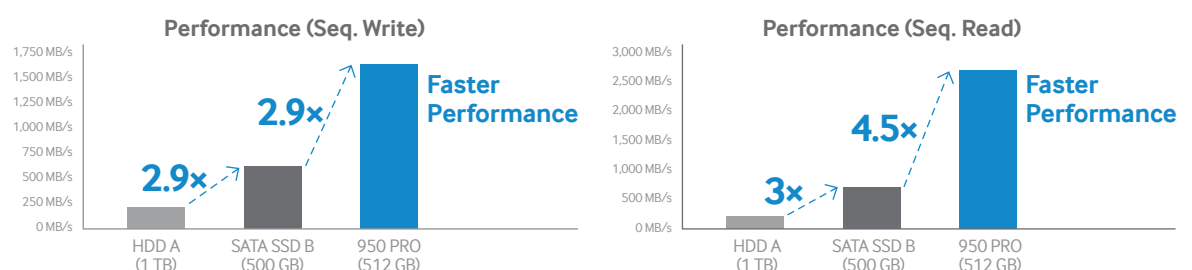 Performance (Seq. Write)
1,750 MB/s
1,500 MB/s
1,250 MB/s
1,000 MB/s
750 MB/s
500 MB/s
250 MB/s
0 MB/s
2.9×
2.9×
Faster
Performance
HDD A
(1 TB)
SATA SSD B
(500 GB)
950 PRO
(512 GB)
Performance (Seq. Read)
3,000 MB/s
2,500 MB/s
2,000 MB/s
1,500 MB/s
1,000 MB/s
500 MB/s
0 MB/s
3×
4.5×
Faster
Performance
HDD A
(1 TB)
SATA SSD B
(500 GB)
950 PRO
(512 GB)